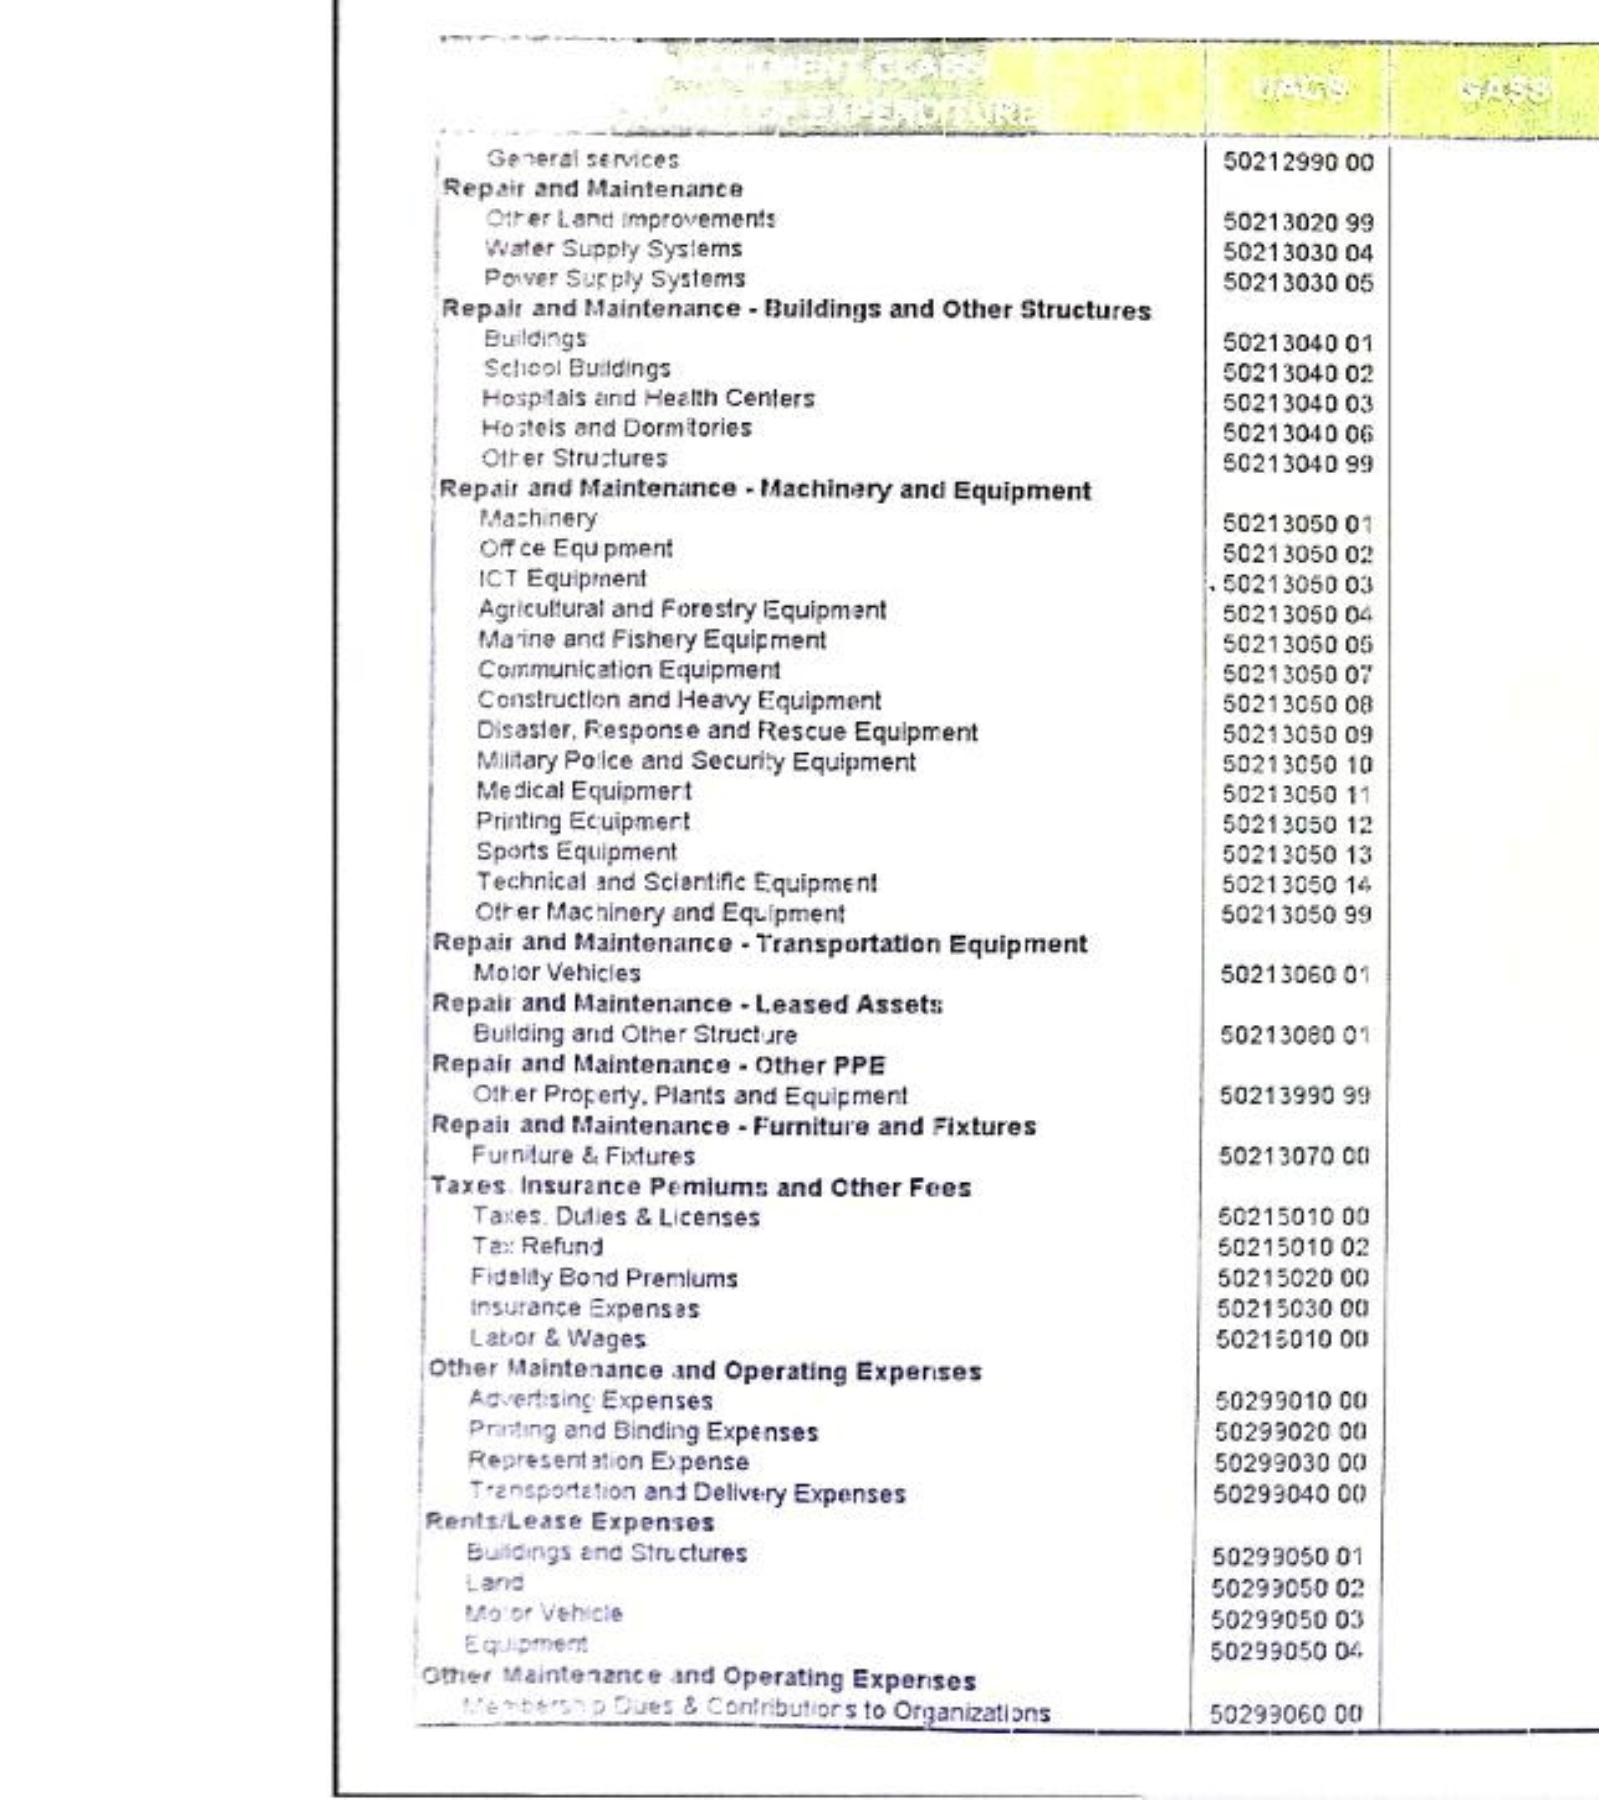 UACS GASS
EXPENDITURE
General services 50212990 00
Repair and Maintenance
Other Land Improvements 50213020 99
Water Supply Systems 50213030 04
Power Supply Systems 50213030 05
Repair and Maintenance - Buildings and Other Structures
Buildings 50213040 01
School Buildings 50213040 02
Hospitals and Health Centers 50213040 03
Hostels and Dormitories 50213040 06
Other Structures 50213040 99
Repair and Maintenance - Machinery and Equipment
Machinery 50213050 01
Office Equipment 50213050 02
ICT Equipment 50213050 03
Agricultural and Forestry Equipment 50213050 04
Marine and Fishery Equipment 50213050 05
Communication Equipment 50213050 07
Construction and Heavy Equipment 50213050 08
Disaster, Response and Rescue Equipment 50213050 09
Military Police and Security Equipment 50213050 10
Medical Equipment 50213050 11
Printing Equipment 50213050 12
Sports Equipment 50213050 13
Technical and Scientific Equipment 50213050 14
Other Machinery and Equipment 50213050 99
Repair and Maintenance - Transportation Equipment
Motor Vehicles 50213060 01
Repair and Maintenance - Leased Assets
Building and Other Structure 50213080 01
Repair and Maintenance - Other PPE
Other Property, Plants and Equipment 50213990 99
Repair and Maintenance - Furniture and Fixtures
Furniture & Fixtures 50213070 00
Taxes, Insurance Pemiums and Other Fees
Taxes, Duties & Licenses 50215010 00
Tax Refund 50215010 02
Fidelity Bond Premiums 50215020 00
Insurance Expenses 50215030 00
Labor & Wages 50216010 00
Other Maintenance and Operating Expenses
Advertising Expenses 50299010 00
Printing and Binding Expenses 50299020 00
Representation Expense 50299030 00
Transportation and Delivery Expenses 50299040 00
Rents/Lease Expenses
Buildings and Structures 50299050 01
Land 50299050 02
Motor Vehicle 50299050 03
Equipment 50299050 04
Other Maintenance and Operating Expenses
Membership Dues & Contributions to Organizations 50299060 00